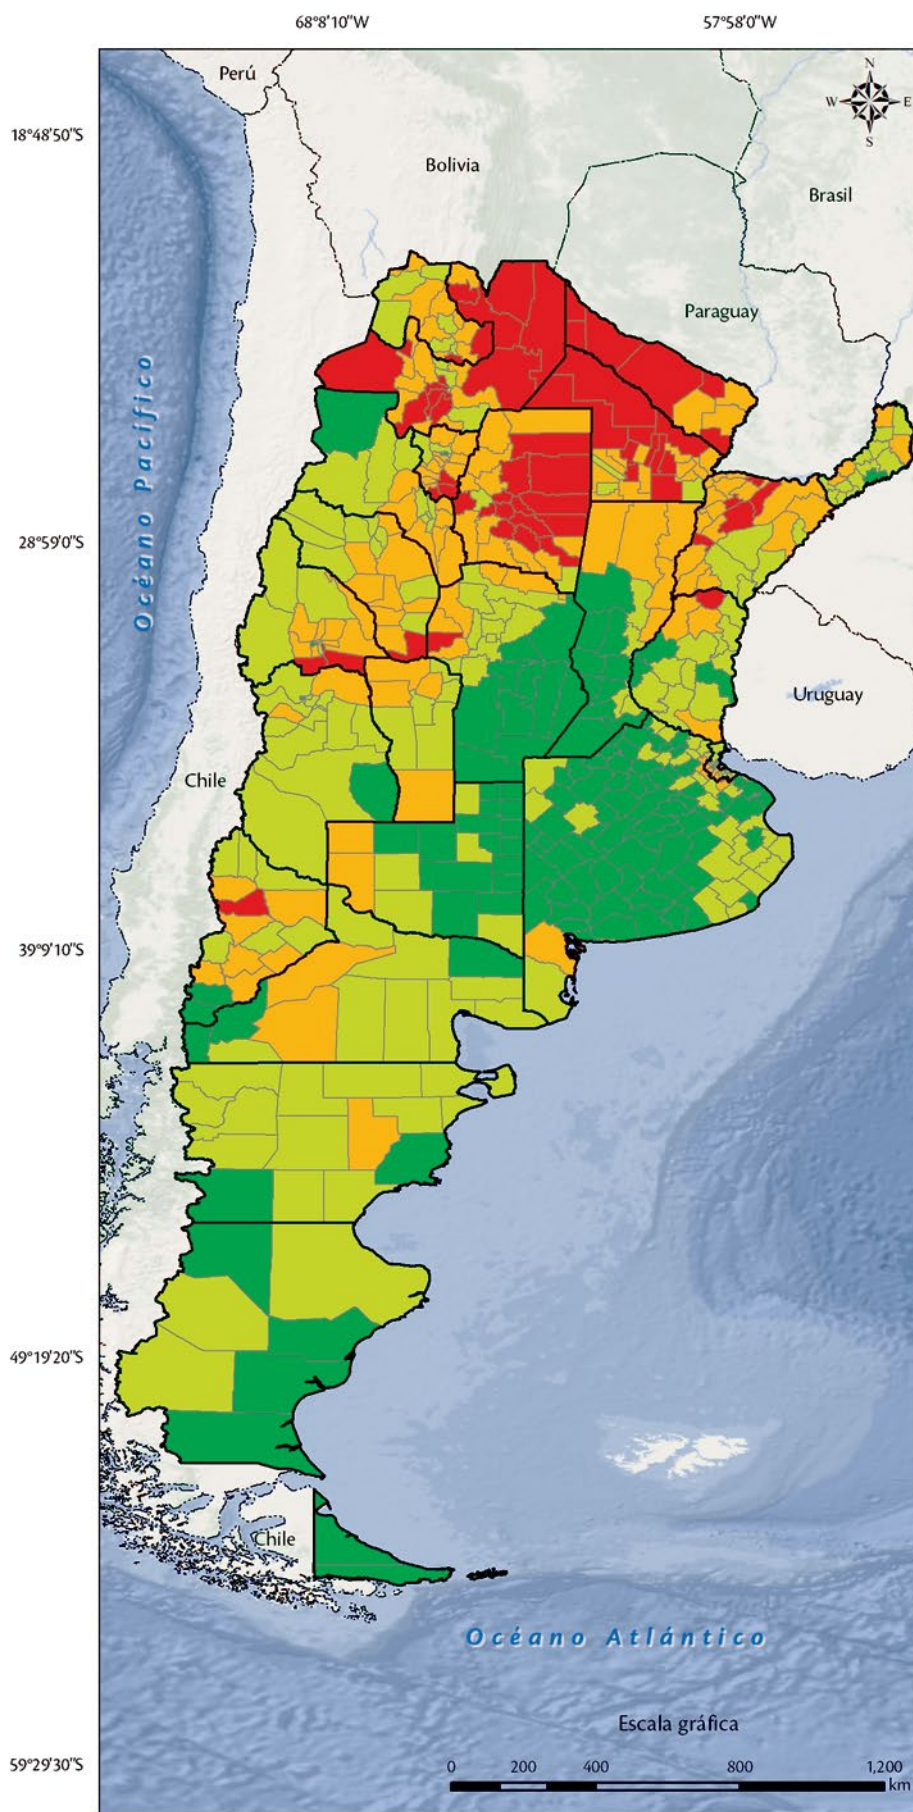 68°8'10"W
57°58'0"W
Perú
N
W
E
S
18°48'50"S
Bolivia
Brasil
Paraguay
Océano Pacífico
28°59'0"S
Uruguay
Chile
39°9'10"S
49°19'20"S
Chile
Océano Atlántico
Escala gráfica
59°29'30"S
0 200 400 800 1,200
km